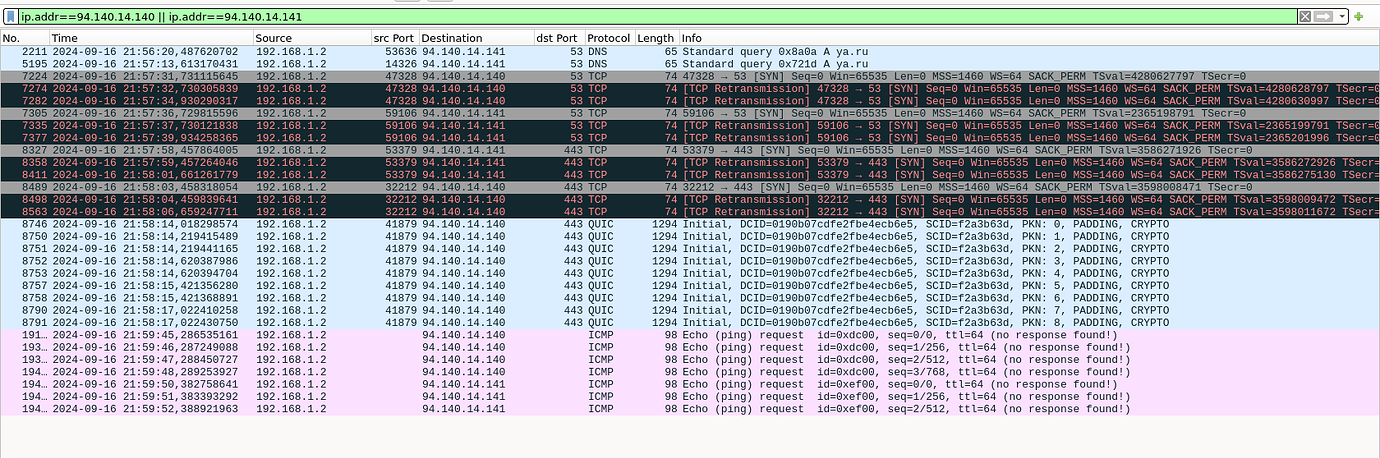 ip.addr==94.140.14.140 || ip.addr==94.140.14.141
No. Time Source src Port Destination dst Port Protocol Length Info
2211 2024-09-16 21:56:20,487620702 192.168.1.2 53636 94.140.14.141 53 DNS 65 Standard query 0x8a0a A ya.ru
5195 2024-09-16 21:57:13,613170431 192.168.1.2 14326 94.140.14.141 53 DNS 65 Standard query 0x721d A ya.ru
7224 2024-09-16 21:57:31,731115645 192.168.1.2 47328 94.140.14.140 53 TCP 74 47328 → 53 [SYN] Seq=0 Win=65535 Len=0 MSS=1460 WS=64 SACK_PERM TSval=4280627797 TSecr=0
7274 2024-09-16 21:57:32,730305839 192.168.1.2 47328 94.140.14.140 53 TCP 74 [TCP Retransmission] 47328 → 53 [SYN] Seq=0 Win=65535 Len=0 MSS=1460 WS=64 SACK_PERM TSval=4280628797 TSecr=0
7282 2024-09-16 21:57:34,930290317 192.168.1.2 47328 94.140.14.140 53 TCP 74 [TCP Retransmission] 47328 → 53 [SYN] Seq=0 Win=65535 Len=0 MSS=1460 WS=64 SACK_PERM TSval=4280630997 TSecr=0
7305 2024-09-16 21:57:36,729815596 192.168.1.2 59106 94.140.14.141 53 TCP 74 59106 → 53 [SYN] Seq=0 Win=65535 Len=0 MSS=1460 WS=64 SACK_PERM TSval=2365198791 TSecr=0
7335 2024-09-16 21:57:37,730121838 192.168.1.2 59106 94.140.14.141 53 TCP 74 [TCP Retransmission] 59106 → 53 [SYN] Seq=0 Win=65535 Len=0 MSS=1460 WS=64 SACK_PERM TSval=2365199791 TSecr=0
7377 2024-09-16 21:57:39,934258365 192.168.1.2 59106 94.140.14.141 53 TCP 74 [TCP Retransmission] 59106 → 53 [SYN] Seq=0 Win=65535 Len=0 MSS=1460 WS=64 SACK_PERM TSval=2365201996 TSecr=0
8327 2024-09-16 21:57:58,457864005 192.168.1.2 53379 94.140.14.141 443 TCP 74 53379 → 443 [SYN] Seq=0 Win=65535 Len=0 MSS=1460 WS=64 SACK_PERM TSval=3586271926 TSecr=0
8358 2024-09-16 21:57:59,457264046 192.168.1.2 53379 94.140.14.141 443 TCP 74 [TCP Retransmission] 53379 → 443 [SYN] Seq=0 Win=65535 Len=0 MSS=1460 WS=64 SACK_PERM TSval=3586272926 TSecr=
8411 2024-09-16 21:58:01,661261779 192.168.1.2 53379 94.140.14.141 443 TCP 74 [TCP Retransmission] 53379 → 443 [SYN] Seq=0 Win=65535 Len=0 MSS=1460 WS=64 SACK_PERM TSval=3586275130 TSecr=
8489 2024-09-16 21:58:03,458318054 192.168.1.2 32212 94.140.14.140 443 TCP 74 32212 → 443 [SYN] Seq=0 Win=65535 Len=0 MSS=1460 WS=64 SACK_PERM TSval=3598008471 TSecr=0
8498 2024-09-16 21:58:04,459839641 192.168.1.2 32212 94.140.14.140 443 TCP 74 [TCP Retransmission] 32212 → 443 [SYN] Seq=0 Win=65535 Len=0 MSS=1460 WS=64 SACK_PERM TSval=3598009472 TSecr=
8563 2024-09-16 21:58:06,659247711 192.168.1.2 32212 94.140.14.140 443 TCP 74 [TCP Retransmission] 32212 → 443 [SYN] Seq=0 Win=65535 Len=0 MSS=1460 WS=64 SACK_PERM TSval=3598011672 TSecr=
8746 2024-09-16 21:58:14,018298574 192.168.1.2 41879 94.140.14.140 443 QUIC 1294 Initial, DCID=0190b07cdfe2fbe4ecb6e5, SCID=f2a3b63d, PKN: 0, PADDING, CRYPTO
8750 2024-09-16 21:58:14,219415489 192.168.1.2 41879 94.140.14.140 443 QUIC 1294 Initial, DCID=0190b07cdfe2fbe4ecb6e5, SCID=f2a3b63d, PKN: 1, PADDING, CRYPTO
8751 2024-09-16 21:58:14,219441165 192.168.1.2 41879 94.140.14.140 443 QUIC 1294 Initial, DCID=0190b07cdfe2fbe4ecb6e5, SCID=f2a3b63d, PKN: 2, PADDING, CRYPTO
8752 2024-09-16 21:58:14,620387986 192.168.1.2 41879 94.140.14.140 443 QUIC 1294 Initial, DCID=0190b07cdfe2fbe4ecb6e5, SCID=f2a3b63d, PKN: 3, PADDING, CRYPTO
8753 2024-09-16 21:58:14,620394704 192.168.1.2 41879 94.140.14.140 443 QUIC 1294 Initial, DCID=0190b07cdfe2fbe4ecb6e5, SCID=f2a3b63d, PKN: 4, PADDING, CRYPTO
8757 2024-09-16 21:58:15,421356280 192.168.1.2 41879 94.140.14.140 443 QUIC 1294 Initial, DCID=0190b07cdfe2fbe4ecb6e5, SCID=f2a3b63d, PKN: 5, PADDING, CRYPTO
8758 2024-09-16 21:58:15,421368891 192.168.1.2 41879 94.140.14.140 443 QUIC 1294 Initial, DCID=0190b07cdfe2fbe4ecb6e5, SCID=f2a3b63d, PKN: 6, PADDING, CRYPTO
8790 2024-09-16 21:58:17,022410258 192.168.1.2 41879 94.140.14.140 443 QUIC 1294 Initial, DCID=0190b07cdfe2fbe4ecb6e5, SCID=f2a3b63d, PKN: 7, PADDING, CRYPTO
8791 2024-09-16 21:58:17,022430750 192.168.1.2 41879 94.140.14.140 443 QUIC 1294 Initial, DCID=0190b07cdfe2fbe4ecb6e5, SCID=f2a3b63d, PKN: 8, PADDING, CRYPTO
191… 2024-09-16 21:59:45,286535161 192.168.1.2 94.140.14.140 ICMP 98 Echo (ping) request id=0xdc00, seq=0/0, ttl=64 (no response found!)
193… 2024-09-16 21:59:46,287249088 192.168.1.2 94.140.14.140 ICMP 98 Echo (ping) request id=0xdc00, seq=1/256, ttl=64 (no response found!)
193… 2024-09-16 21:59:47,288450727 192.168.1.2 94.140.14.140 ICMP 98 Echo (ping) request id=0xdc00, seq=2/512, ttl=64 (no response found!)
194… 2024-09-16 21:59:48,289253927 192.168.1.2 94.140.14.140 ICMP 98 Echo (ping) request id=0xdc00, seq=3/768, ttl=64 (no response found!)
194… 2024-09-16 21:59:50,382758641 192.168.1.2 94.140.14.141 ICMP 98 Echo (ping) request id=0xef00, seq=0/0, ttl=64 (no response found!)
194… 2024-09-16 21:59:51,383393292 192.168.1.2 94.140.14.141 ICMP 98 Echo (ping) request id=0xef00, seq=1/256, ttl=64 (no response found!)
194… 2024-09-16 21:59:52,388921963 192.168.1.2 94.140.14.141 ICMP 98 Echo (ping) request id=0xef00, seq=2/512, ttl=64 (no response found!)